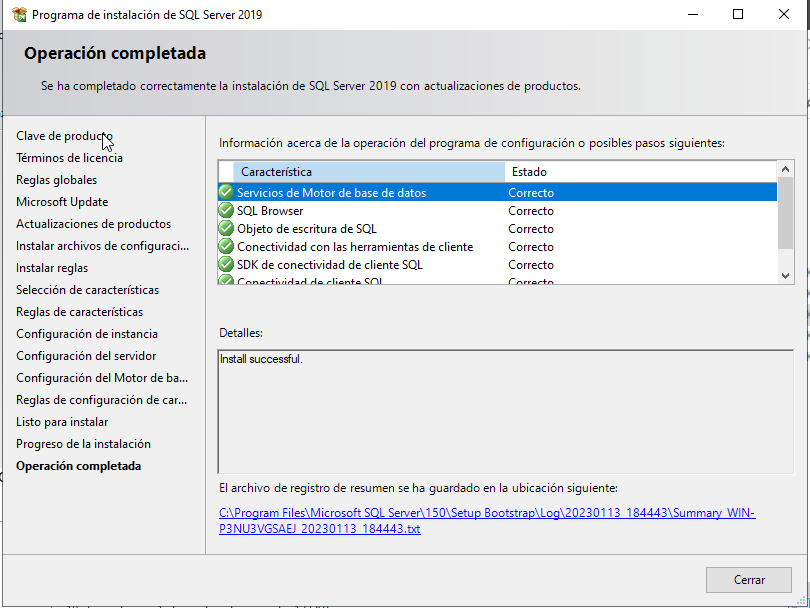 Programa de instalación de SQL Server 2019
Operación completada
Se ha completado correctamente la instalación de SQL Server 2019 con actualizaciones de productos.
Clave de producto
Términos de licencia
Reglas globales
Microsoft Update
Actualizaciones de productos
Instalar archivos de configuraci...
Instalar reglas
Selección de características
Reglas de características
Configuración de instancia
Configuración del servidor
Configuración del Motor de ba...
Reglas de configuración de car...
Listo para instalar
Progreso de la instalación
Operación completada
Información acerca de la operación del programa de configuración o posibles pasos siguientes:
Característica Estado
Servicios de Motor de base de datos Correcto
SQL Browser Correcto
Objeto de escritura de SQL Correcto
Conectividad con las herramientas de cliente Correcto
SDK de conectividad de cliente SQL Correcto
Conectividad de cliente SQL Correcto
Detalles:
Install successful.
El archivo de registro de resumen se ha guardado en la ubicación siguiente:
C:\Program Files\Microsoft SQL Server\150\Setup Bootstrap\Log\20230113_184443\Summary_WIN-
P3NU3VGSAEJ_20230113_184443.txt
Cerrar